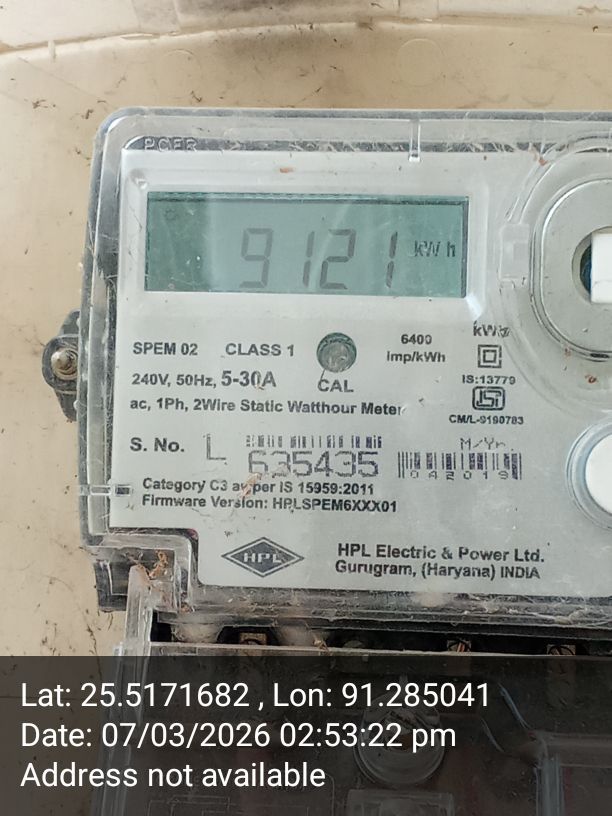 9121 kWh
SPEM 02 CLASS 1
6400 imp/kWh
240V, 50Hz, 5-30A
CAL
IS:13779
ac, 1Ph, 2Wire Static Watthour Meter
CM/L-9190783
S. No. L 635435
M/Yr
042019
Category C3 as per IS 15959:2011
Firmware Version: HPLSPEM6XXX01
HPL
HPL Electric & Power Ltd.
Gurugram, (Haryana) INDIA
Lat: 25.5171682 , Lon: 91.285041
Date: 07/03/2026 02:53:22 pm
Address not available